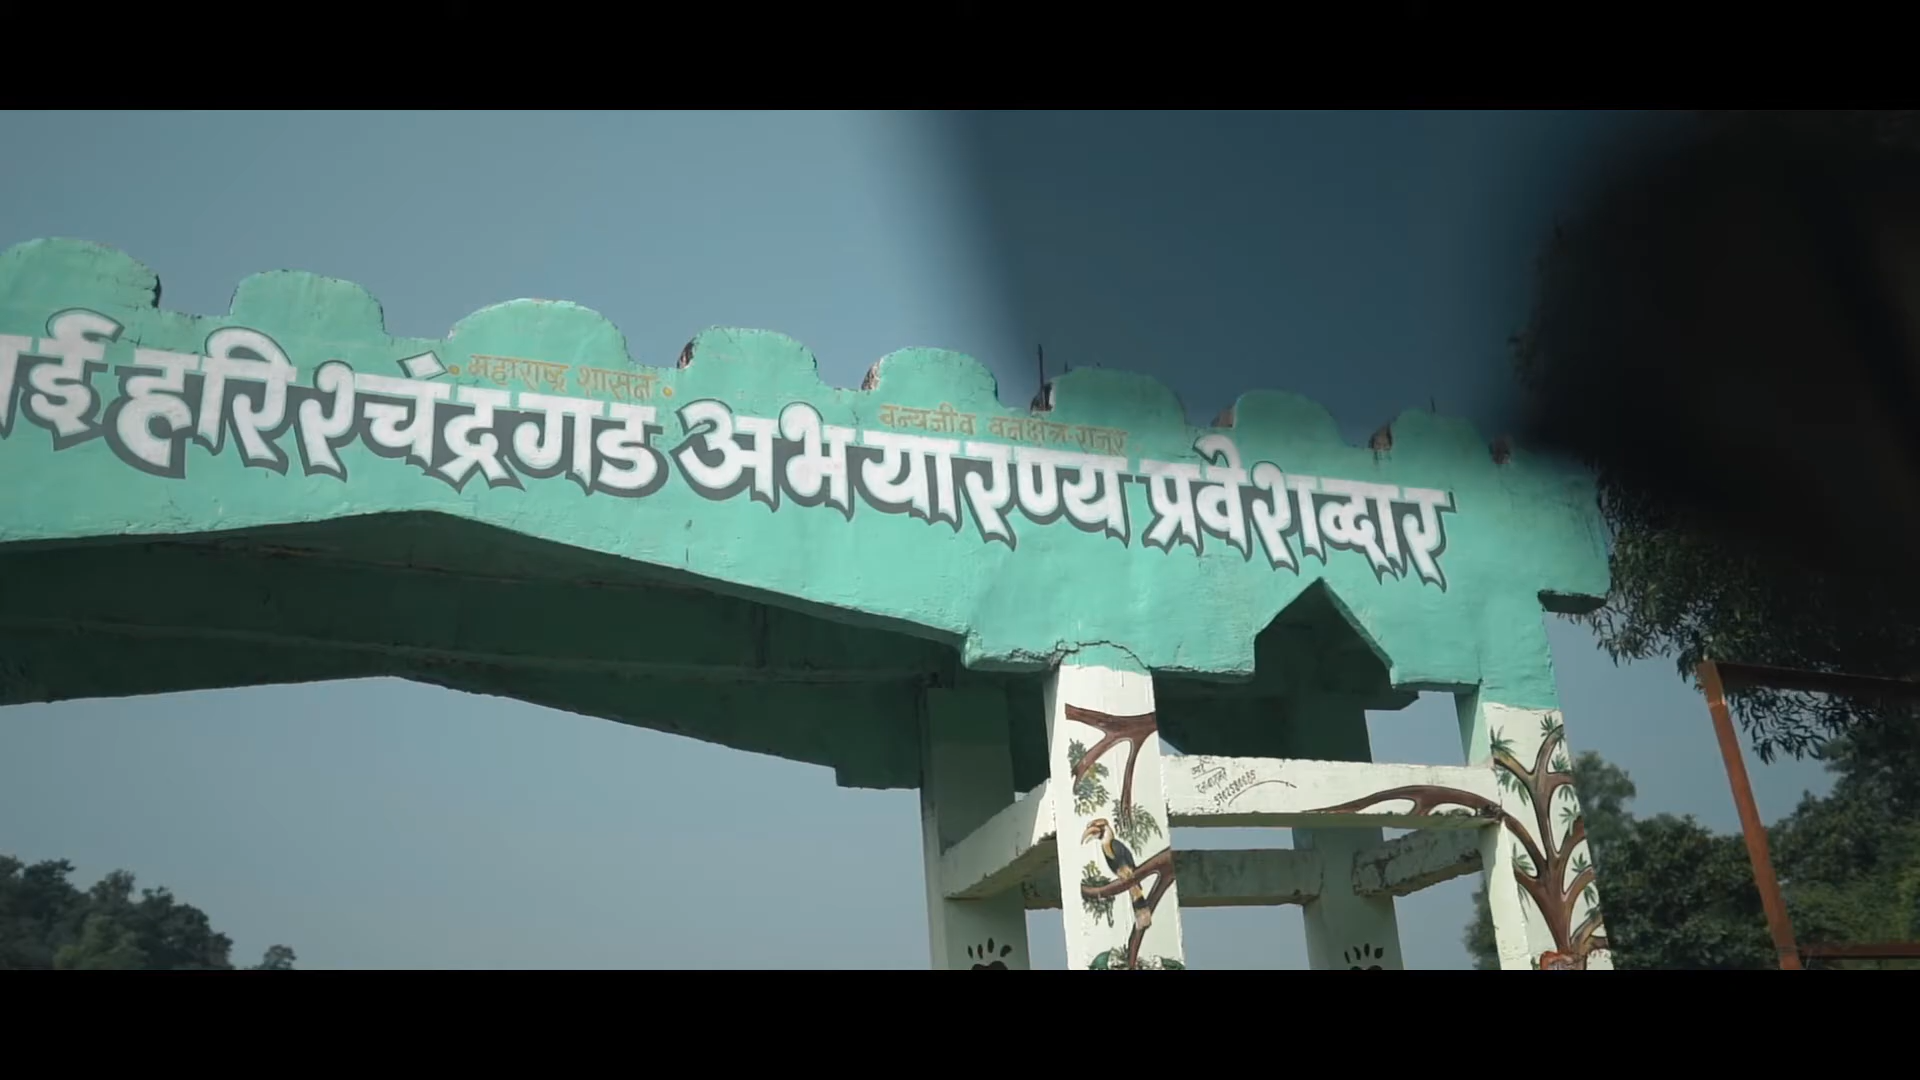 महाराष्ट्र शासन
वन्यजीव वनक्षेत्र-राजूर
ई हरिश्चंद्रगड अभयारण्य प्रवेशद्वार